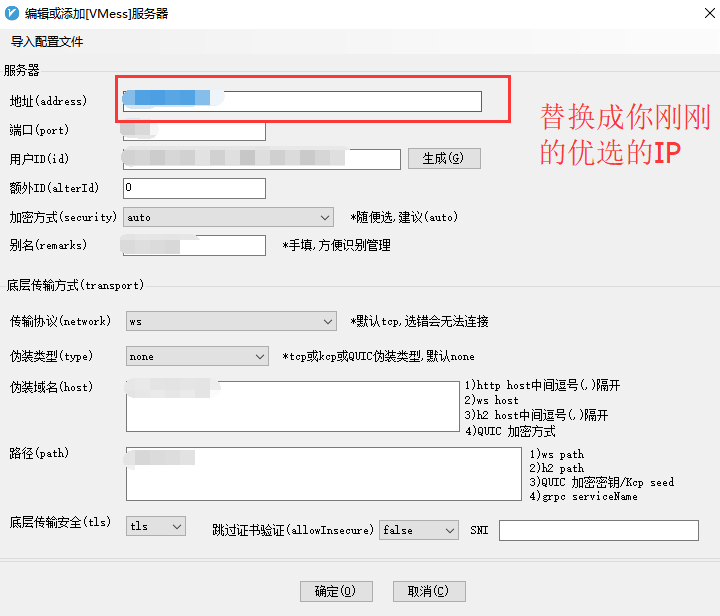 编辑或添加[VMess]服务器
导入配置文件
服务器
地址(address)
替换成你刚刚
的优选的IP
端口(port)
用户ID(id)
生成(G)
额外ID(alterId)
0
加密方式(security)
auto
*随便选,建议(auto)
别名(remarks)
*手填,方便识别管理
底层传输方式(transport)
传输协议(network)
ws
*默认tcp,选错会无法连接
伪装类型(type)
none
*tcp或kcp或QUIC伪装类型,默认none
伪装域名(host)
1)http host中间逗号(,)隔开
2)ws host
3)h2 host中间逗号(,)隔开
4)QUIC 加密方式
路径(path)
1)ws path
2)h2 path
3)QUIC 加密密钥/Kcp seed
4)grpc serviceName
底层传输安全(tls)
tls
跳过证书验证(allowInsecure)
false
SNI
确定(O)
取消(C)